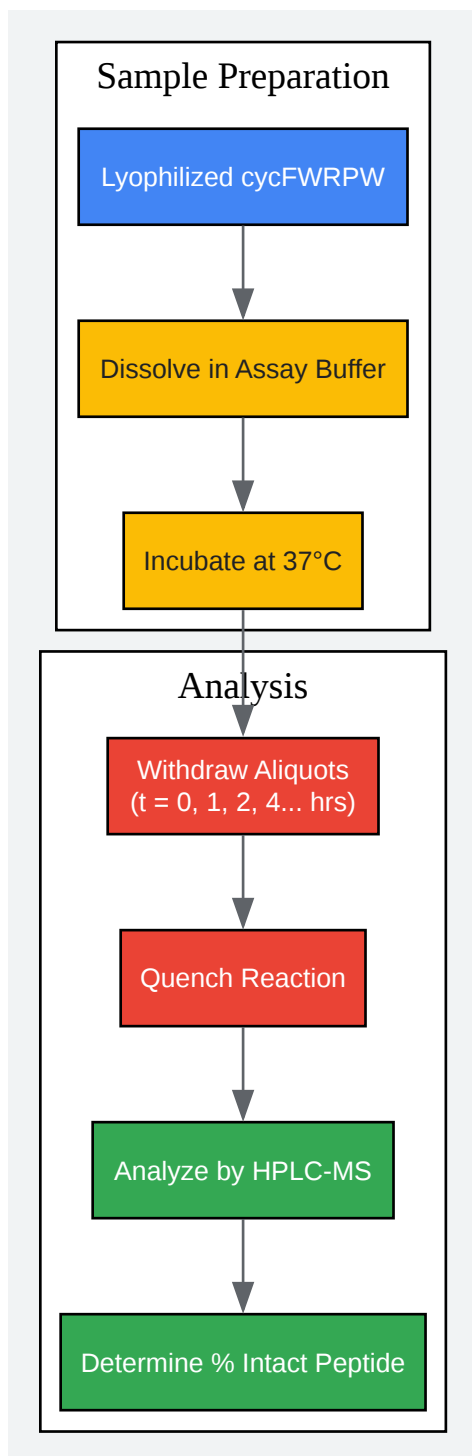 Sample Preparation
Lyophilized cycFWRPW
Dissolve in Assay Buffer
Incubate at 37°C
Analysis
Withdraw Aliquots
(t = 0, 1, 2, 4... hrs)
Quench Reaction
Analyze by HPLC-MS
Determine % Intact Peptide